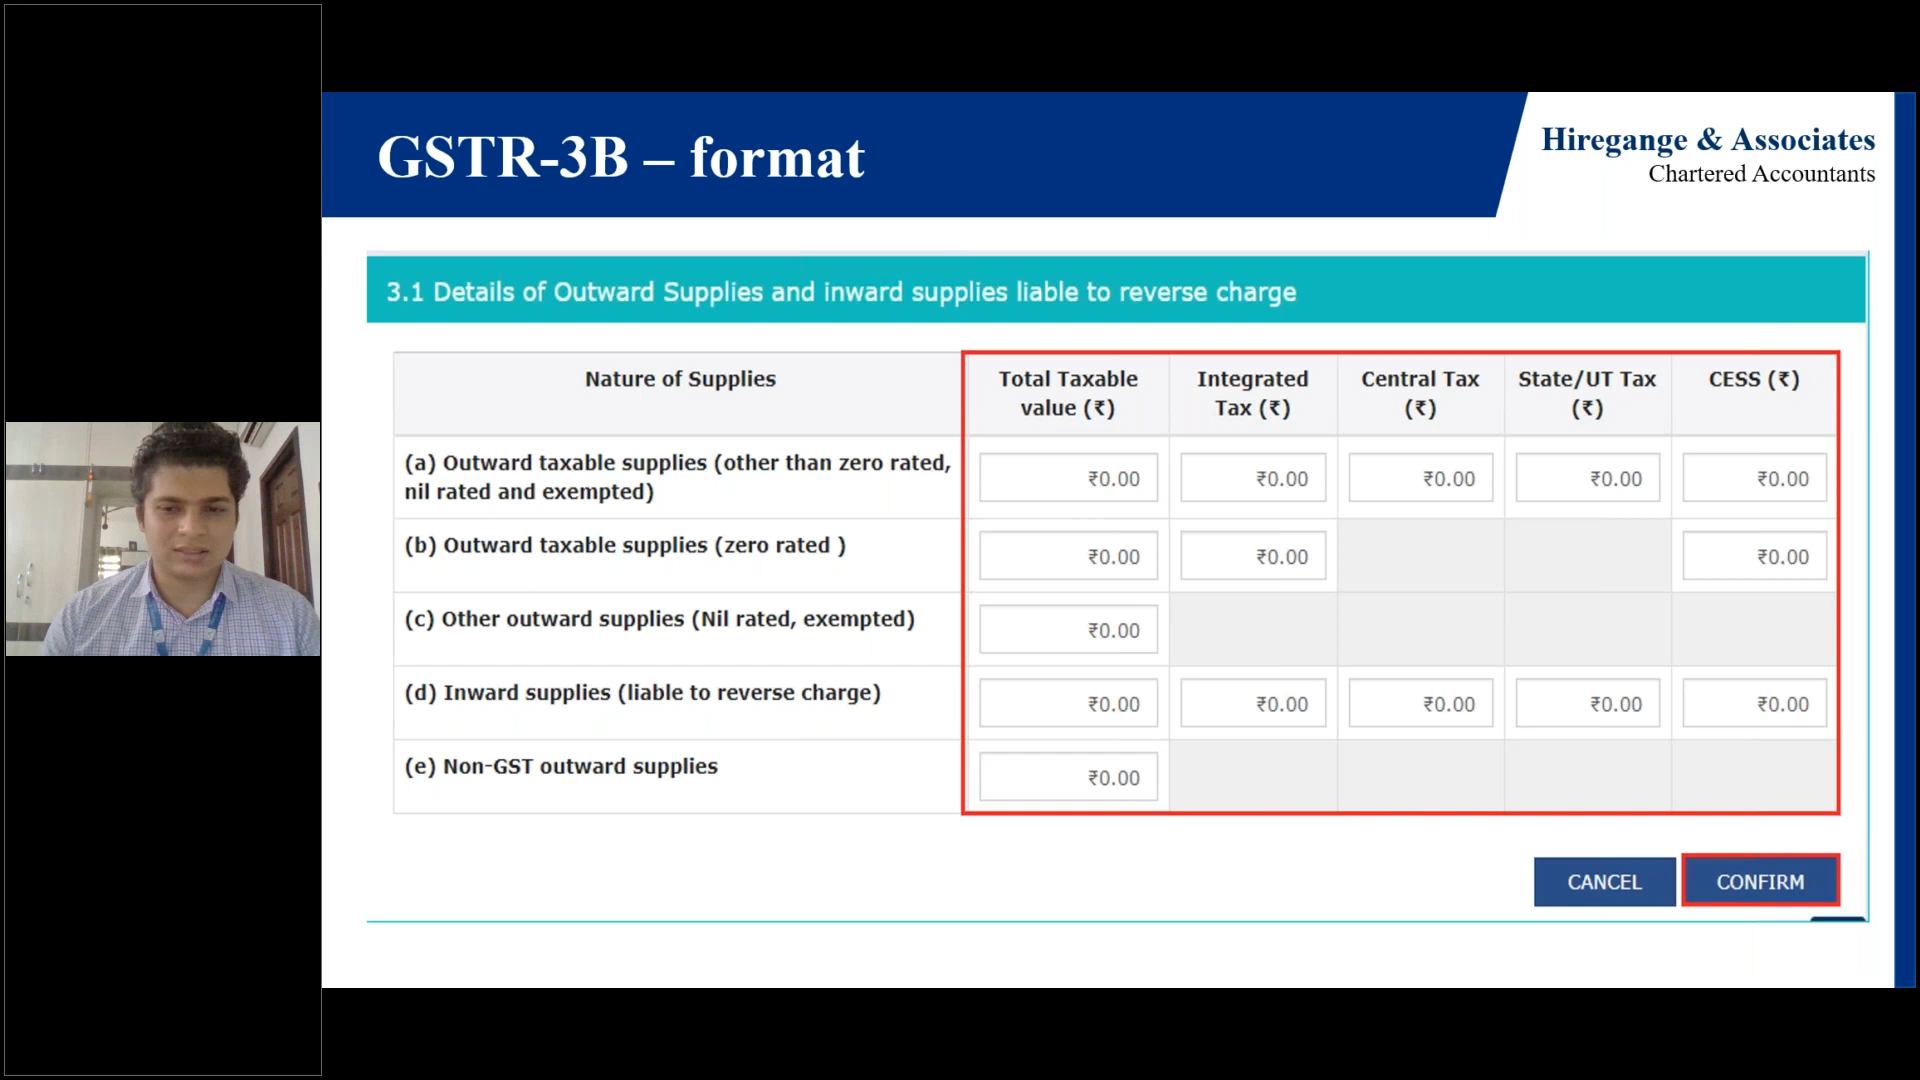 GSTR-3B – format
Hiregange & Associates
Chartered Accountants
3.1 Details of Outward Supplies and inward supplies liable to reverse charge
Nature of Supplies
Total Taxable
value (₹)
Integrated
Tax (₹)
Central Tax
(₹)
State/UT Tax
(₹)
CESS (₹)
(a) Outward taxable supplies (other than zero rated,
nil rated and exempted)
₹0.00 ₹0.00 ₹0.00 ₹0.00 ₹0.00
(b) Outward taxable supplies (zero rated )
₹0.00 ₹0.00 ₹0.00
(c) Other outward supplies (Nil rated, exempted)
₹0.00
(d) Inward supplies (liable to reverse charge)
₹0.00 ₹0.00 ₹0.00 ₹0.00 ₹0.00
(e) Non-GST outward supplies
₹0.00
CANCEL CONFIRM